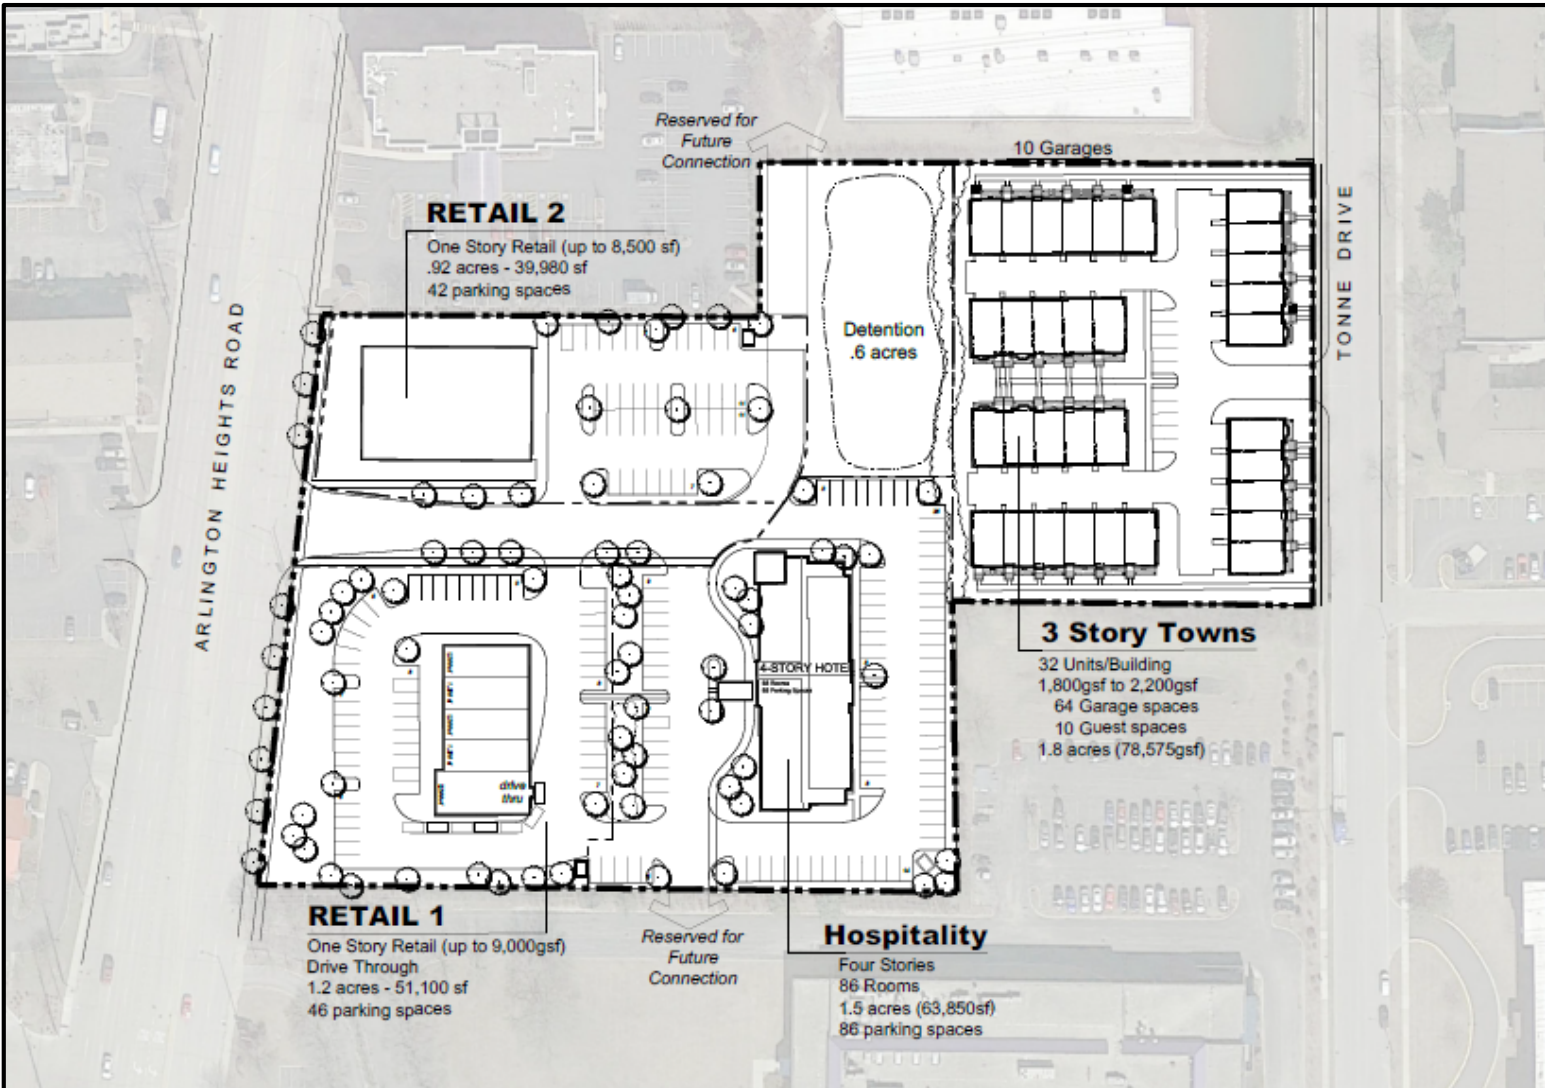 Reserved for
Future
Connection
10 Garages
RETAIL 2
One Story Retail (up to 8,500 sf)
.92 acres - 39,980 sf
42 parking spaces
Detention
.6 acres
TONNE DRIVE
ARLINGTON HEIGHTS ROAD
3 Story Towns
32 Units/Building
1,800gsf to 2,200gsf
64 Garage spaces
10 Guest spaces
1.8 acres (78,575gsf)
4-STORY HOTEL
drive
thru
RETAIL 1
One Story Retail (up to 9,000gsf)
Drive Through
1.2 acres - 51,100 sf
46 parking spaces
Reserved for
Future
Connection
Hospitality
Four Stories
86 Rooms
1.5 acres (63,850sf)
86 parking spaces